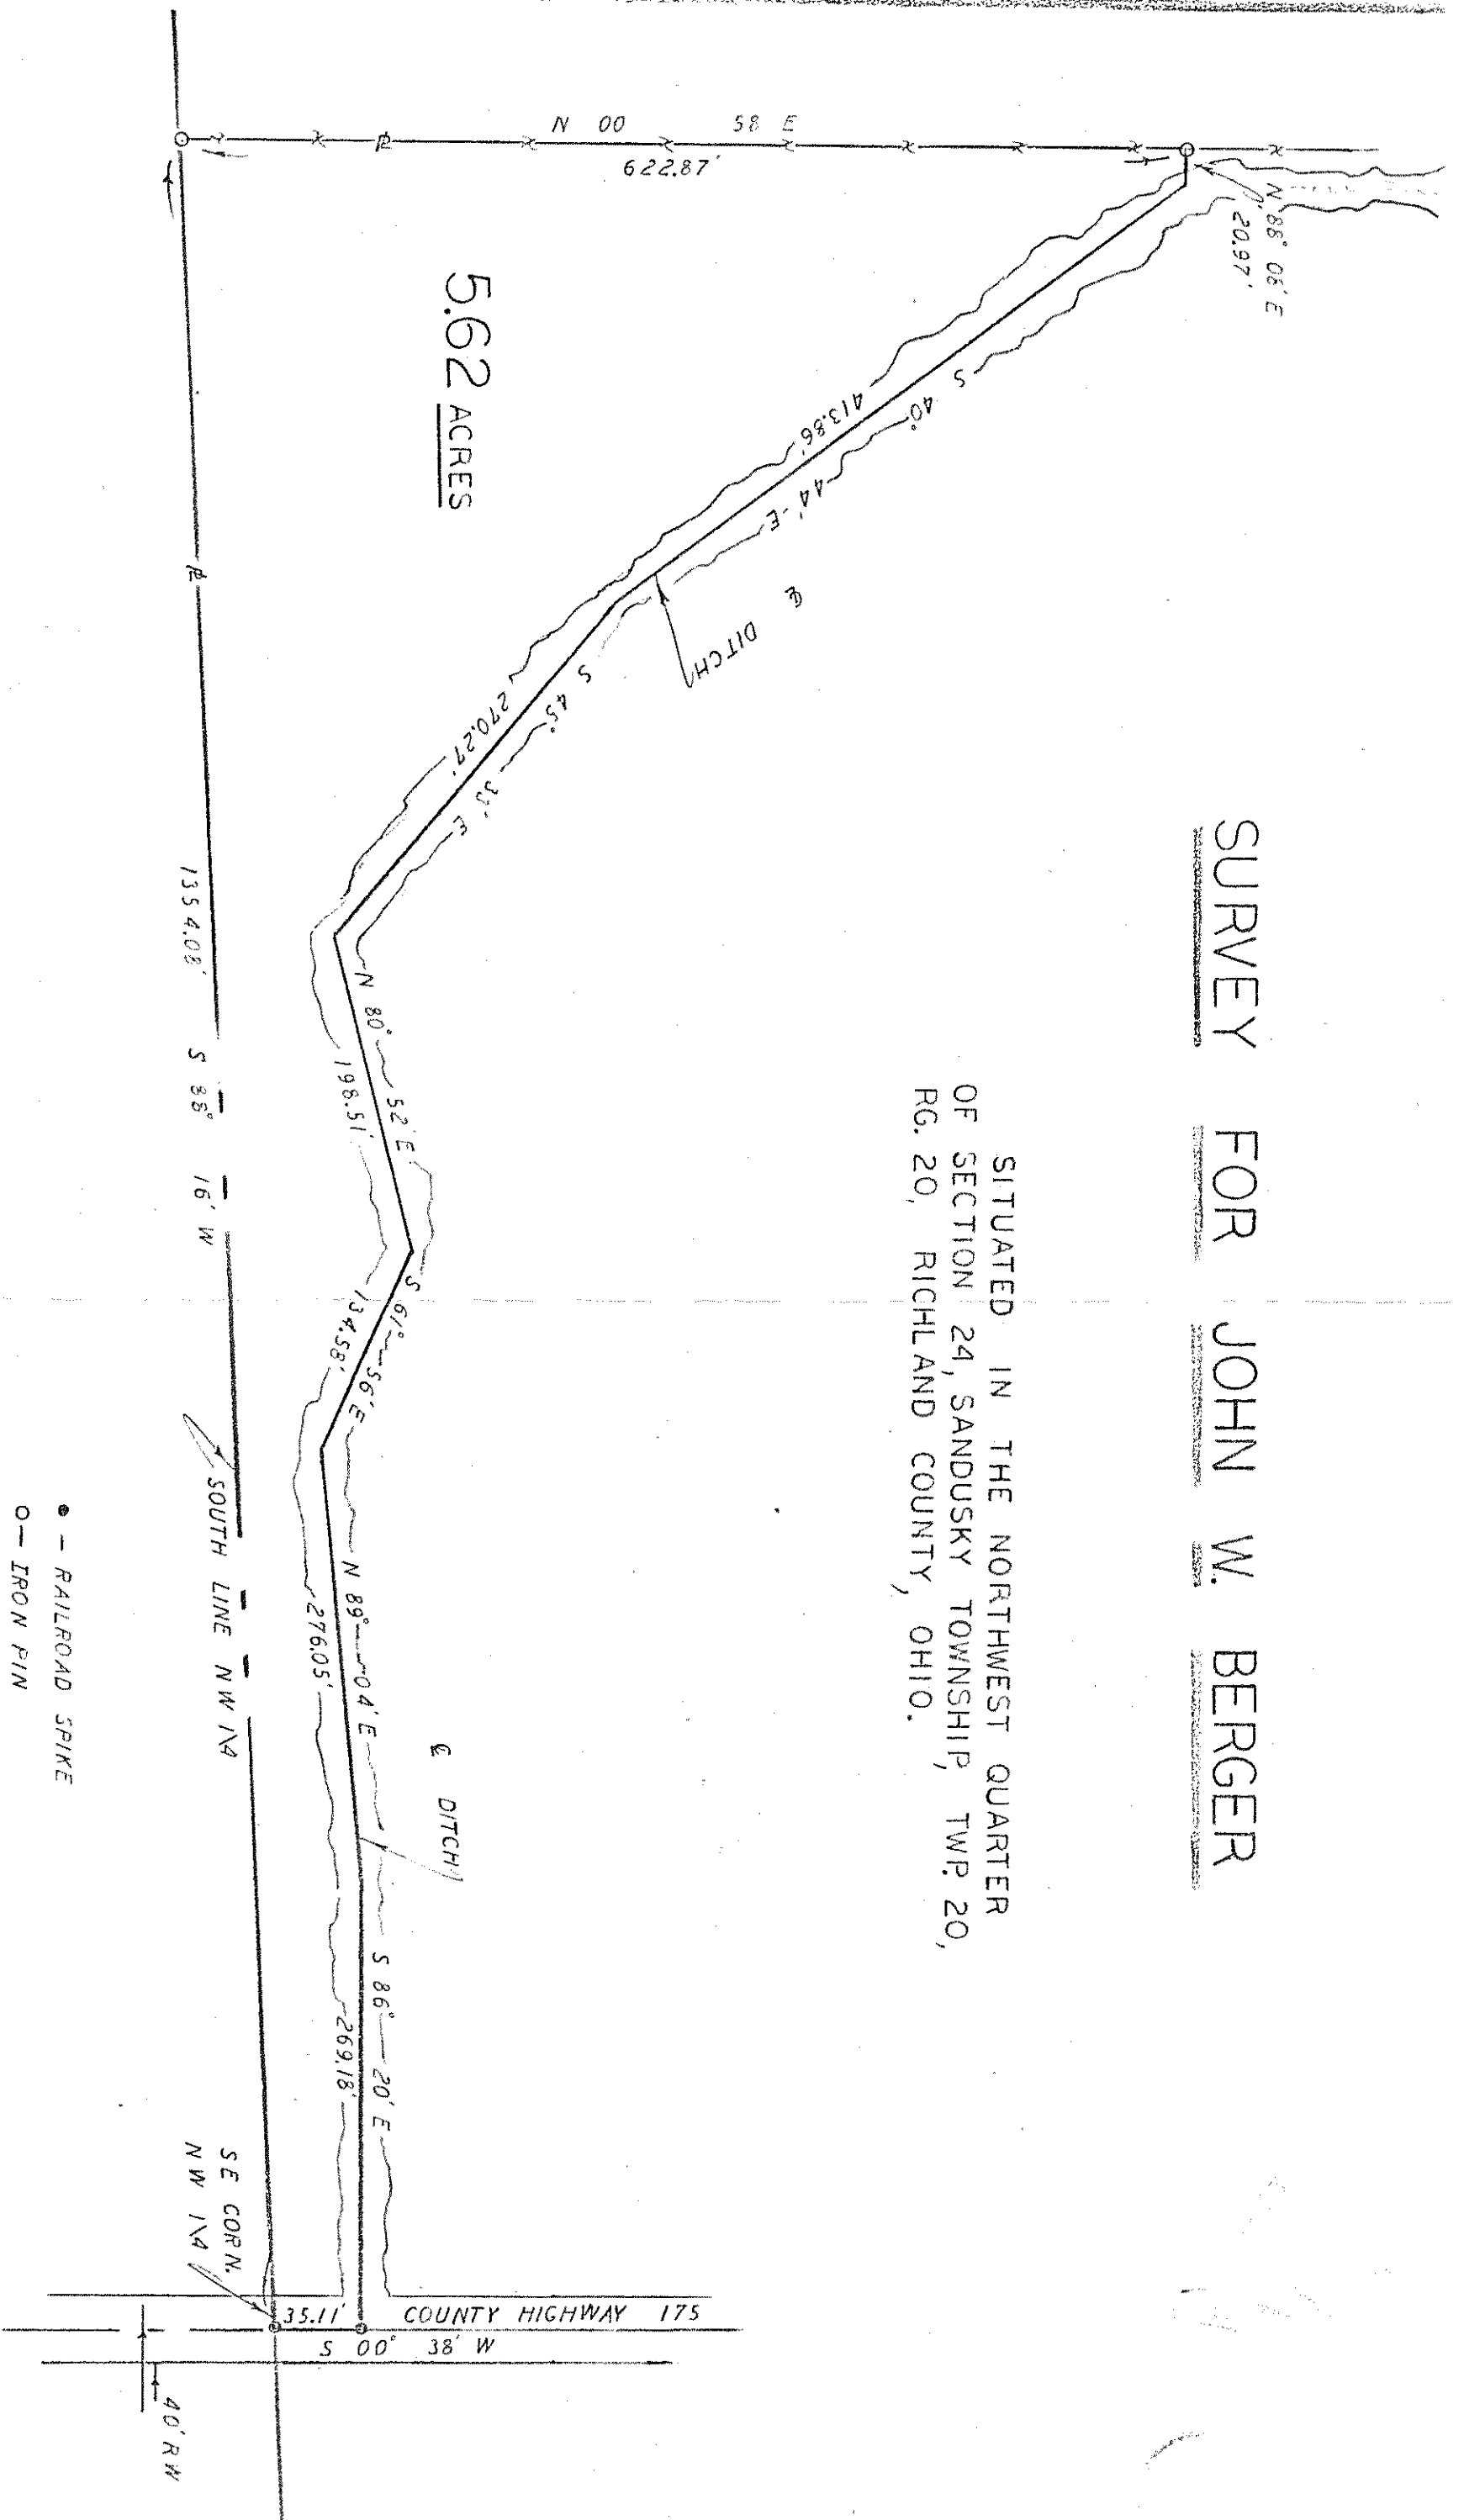 SURVEY FOR JOHN W. BERGER
SITUATED IN THE NORTHWEST QUARTER
OF SECTION 24, SANDUSKY TOWNSHIP, TWP. 20,
RG. 20, RICHLAND COUNTY, OHIO.
N 88° 08' E
20.97'
N 00 58 E
622.87'
S 40° 44' E
413.86'
℄ DITCH
5.62 ACRES
S 45° 33' E
270.27'
N 80° 52' E
198.51'
S 61° 56' E
134.58'
N 89° 04' E
276.05'
℄ DITCH
S 86° 20' E
269.18'
COUNTY HIGHWAY 175
35.11'
S 00° 38' W
40' RW
SE CORN.
NW 1/4
1354.08' S 88° 16' W
SOUTH LINE NW 1/4
● - RAILROAD SPIKE
○ - IRON PIN